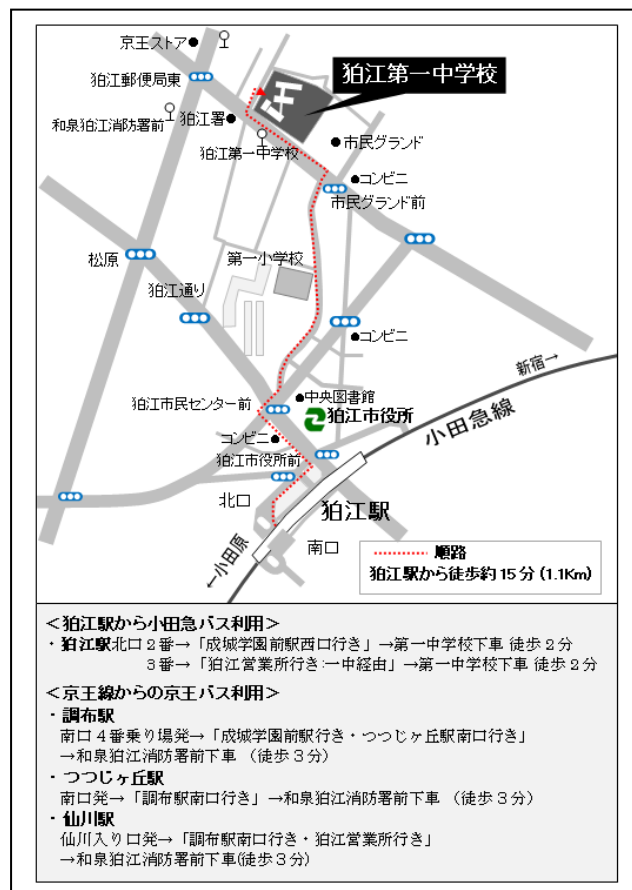 京王ストア
狛江郵便局東
狛江第一中学校
和泉狛江消防署前
狛江署
狛江第一中学校
市民グランド
コンビニ
市民グランド前
松原
第一小学校
狛江通り
コンビニ
新宿→
狛江市民センター前
中央図書館
狛江市役所
小田急線
コンビニ
狛江市役所前
北口
狛江駅
←小田原
南口
順路
狛江駅から徒歩約15分(1.1Km)
<狛江駅から小田急バス利用>
・狛江駅北口2番→「成城学園前駅西口行き」→第一中学校下車 徒歩2分
3番→「狛江営業所行き:一中経由」→第一中学校下車 徒歩2分
<京王線からの京王バス利用>
・調布駅
南口4番乗り場発→「成城学園前駅行き・つつじヶ丘駅南口行き」
→和泉狛江消防署前下車 (徒歩3分)
・つつじヶ丘駅
南口発→「調布駅南口行き」→和泉狛江消防署前下車 (徒歩3分)
・仙川駅
仙川入り口発→「調布駅南口行き・狛江営業所行き」
→和泉狛江消防署前下車(徒歩3分)